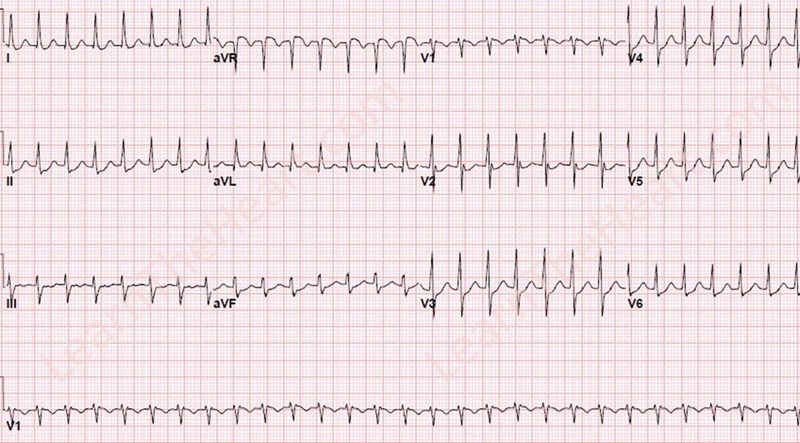 I aVR V1 V4
II aVL V2 V5
III aVF V3 V6
V1
LearnTheHeart.com